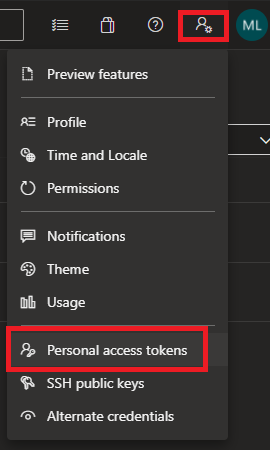 ML
Preview features
Profile
Time and Locale
Permissions
Notifications
Theme
Usage
Personal access tokens
SSH public keys
Alternate credentials